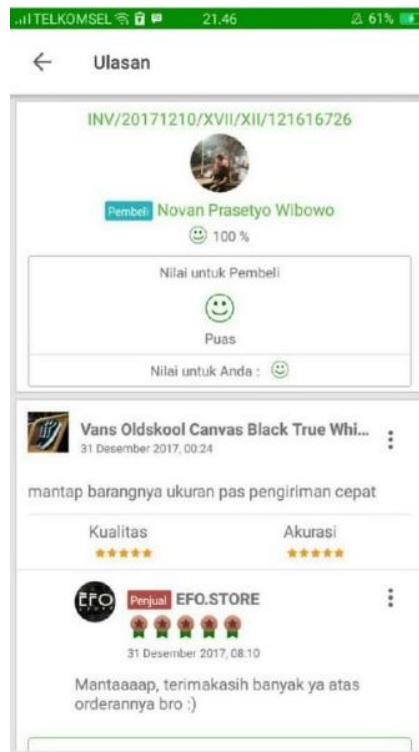 TELKOMSEL 21.46 61%
Ulasan
INV/20171210/XVII/XII/121616726
Pembeli Novan Prasetyo Wibowo
100 %
Nilai untuk Pembeli
Puas
Nilai untuk Anda :
Vans Oldskool Canvas Black True Whi...
31 Desember 2017, 00:24
mantap barangnya ukuran pas pengiriman cepat
Kualitas Akurasi
EFO Penjual EFO.STORE
31 Desember 2017, 08:10
Mantaaaap, terimakasih banyak ya atas
orderannya bro :)